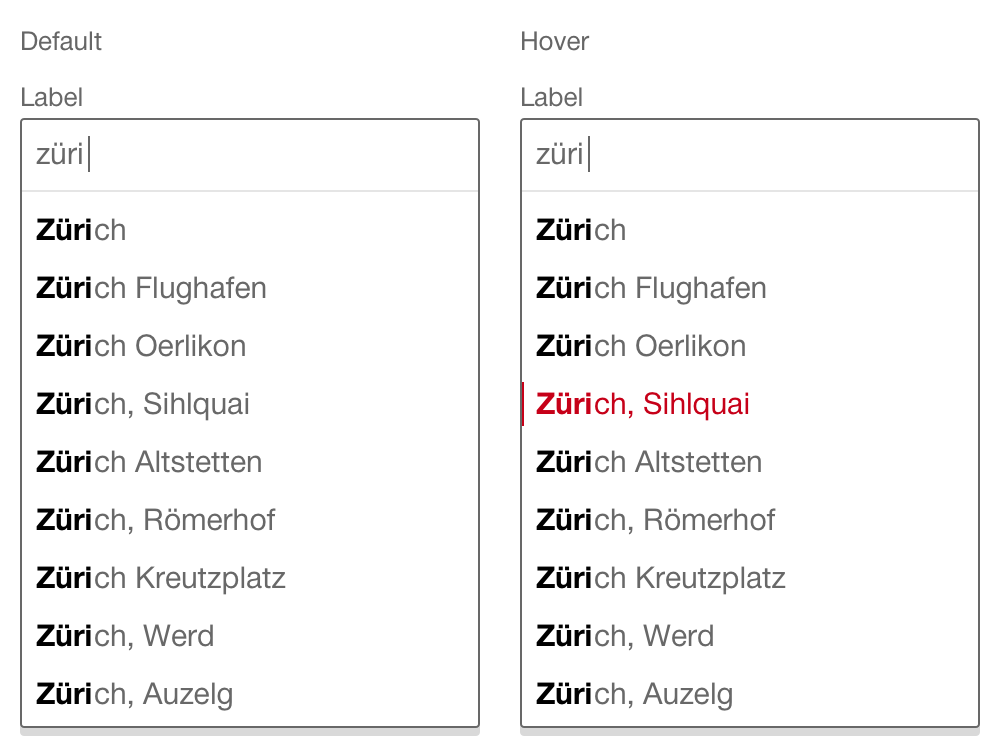 Default
Label
züri
Zürich
Zürich Flughafen
Zürich Oerlikon
Zürich, Sihlquai
Zürich Altstetten
Zürich, Römerhof
Zürich Kreutzplatz
Zürich, Werd
Zürich, Auzelg
Hover
Label
züri
Zürich
Zürich Flughafen
Zürich Oerlikon
Zürich, Sihlquai
Zürich Altstetten
Zürich, Römerhof
Zürich Kreutzplatz
Zürich, Werd
Zürich, Auzelg